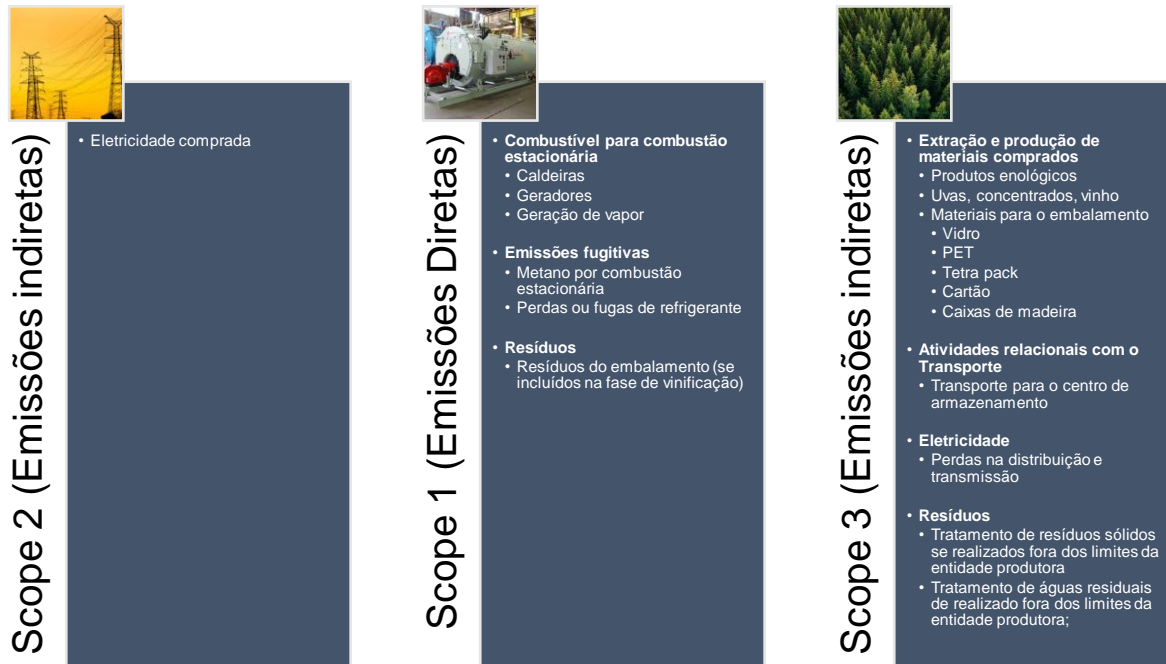 Scope 2 (Emissões indiretas)
• Eletricidade comprada
Scope 1 (Emissões Diretas)
• Combustível para combustão
estacionária
• Caldeiras
• Geradores
• Geração de vapor
• Emissões fugitivas
• Metano por combustão
estacionária
• Perdas ou fugas de refrigerante
• Resíduos
• Resíduos do embalamento (se
incluídos na fase de vinificação)
Scope 3 (Emissões indiretas)
• Extração e produção de
materiais comprados
• Produtos enológicos
• Uvas, concentrados, vinho
• Materiais para o embalamento
• Vidro
• PET
• Tetra pack
• Cartão
• Caixas de madeira
• Atividades relacionais com o
Transporte
• Transporte para o centro de
armazenamento
• Eletricidade
• Perdas na distribuição e
transmissão
• Resíduos
• Tratamento de resíduos sólidos
se realizados fora dos limites da
entidade produtora
• Tratamento de águas residuais
de realizado fora dos limites da
entidade produtora;